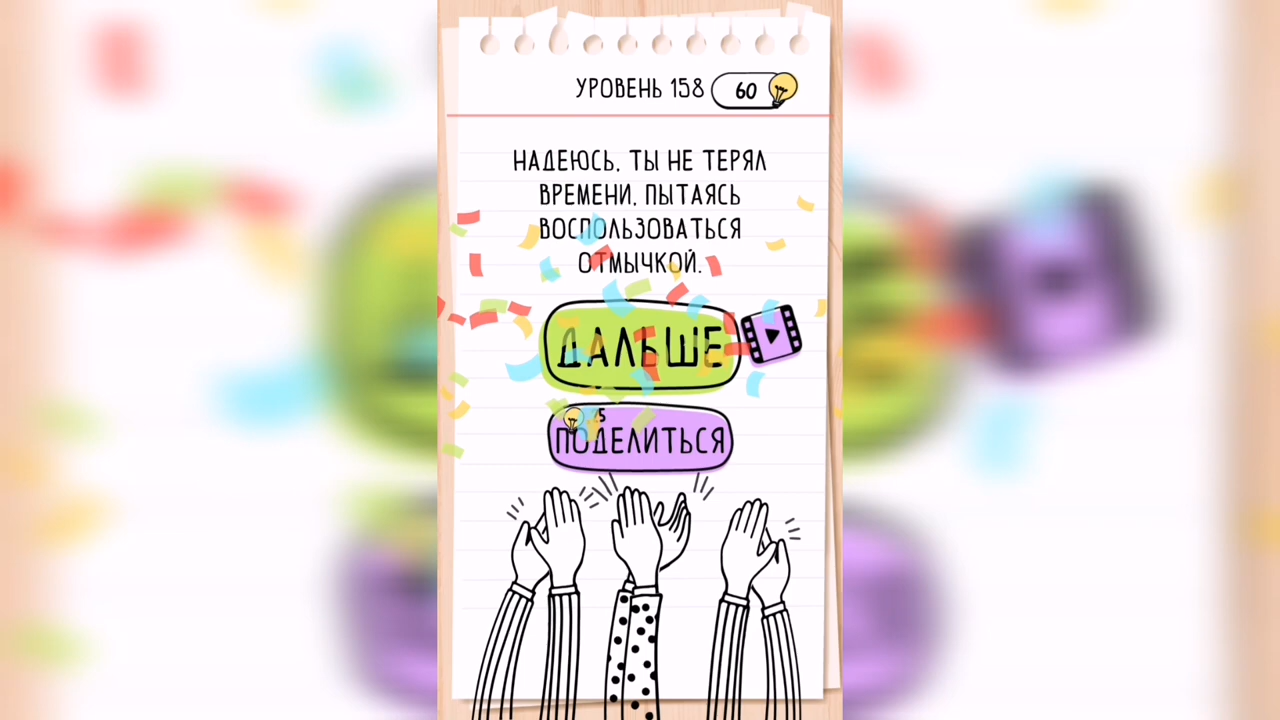 УРОВЕНЬ 158
60
НАДЕЮСЬ, ТЫ НЕ ТЕРЯЛ
ВРЕМЕНИ, ПЫТАЯСЬ
ВОСПОЛЬЗОВАТЬСЯ
ОТМЫЧКОЙ.
ДАЛЬШЕ
5
ПОДЕЛИТЬСЯ